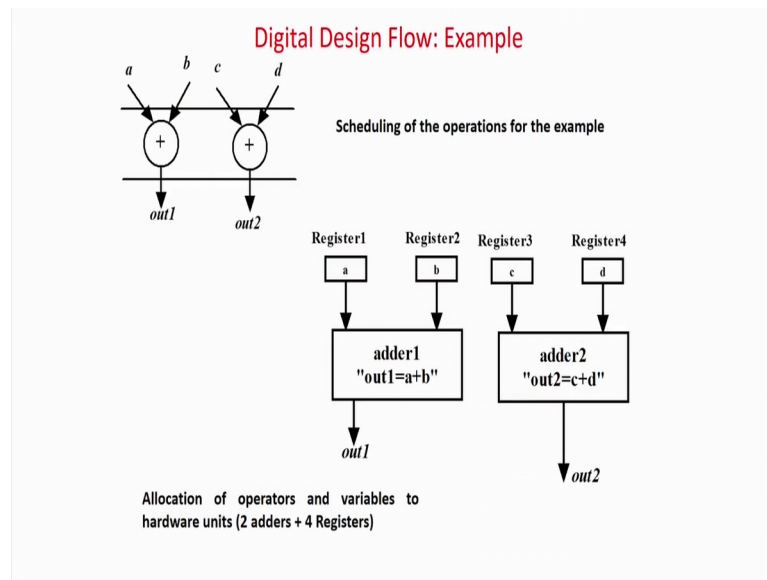 Digital Design Flow: Example
a b c d
+ +
Scheduling of the operations for the example
out1
out2
Register1 Register2 Register3 Register4
a b c d
adder1
"out1=a+b"
adder2
"out2=c+d"
out1
out2
Allocation of operators and variables to
hardware units (2 adders + 4 Registers)